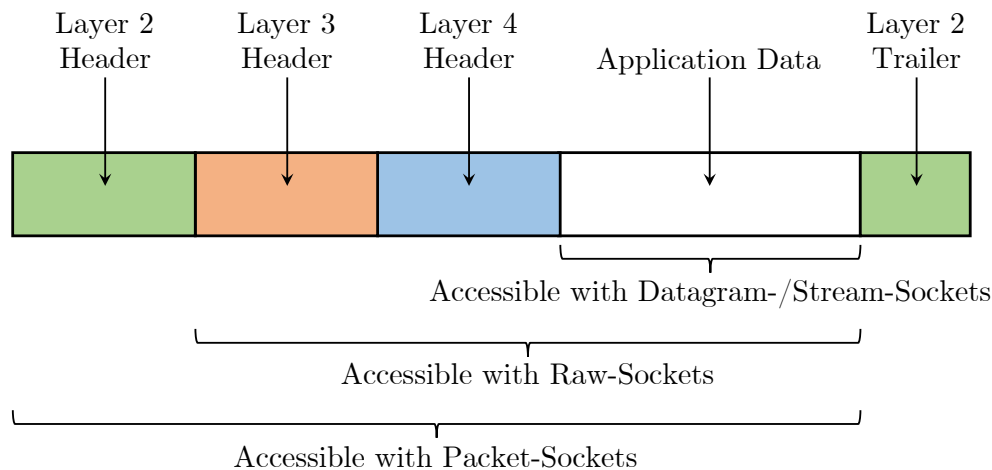 Layer 2
Header
Layer 3
Header
Layer 4
Header
Application Data
Layer 2
Trailer
Accessible with Datagram-/Stream-Sockets
Accessible with Raw-Sockets
Accessible with Packet-Sockets